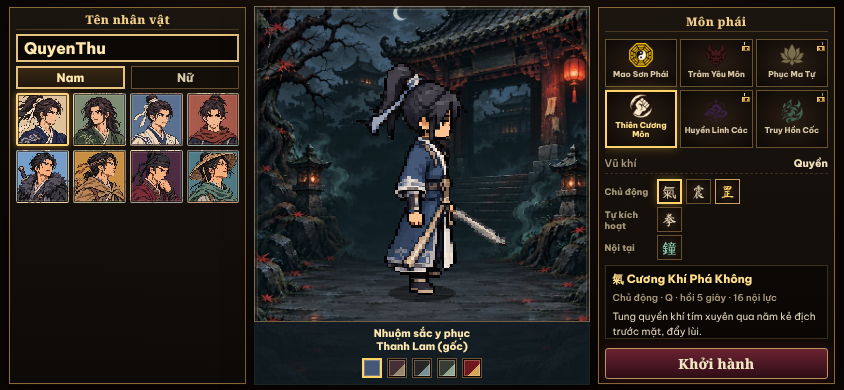 Tên nhân vật
QuyenThu
Nam
Nữ
Nhuộm sắc y phục
Thanh Lam (gốc)
Môn phái
Mao Sơn Phái
Trảm Yêu Môn
Phục Ma Tự
Thiên Cương Môn
Huyền Linh Các
Truy Hồn Cốc
Vũ khí
Quyền
Chủ động
氣
震
罡
Tự kích hoạt
拳
Nội tại
鐘
氣 Cương Khí Phá Không
Chủ động · Q · hồi 5 giây · 16 nội lực
Tung quyền khí tím xuyên qua năm kẻ địch
trước mặt, đẩy lùi.
Khởi hành